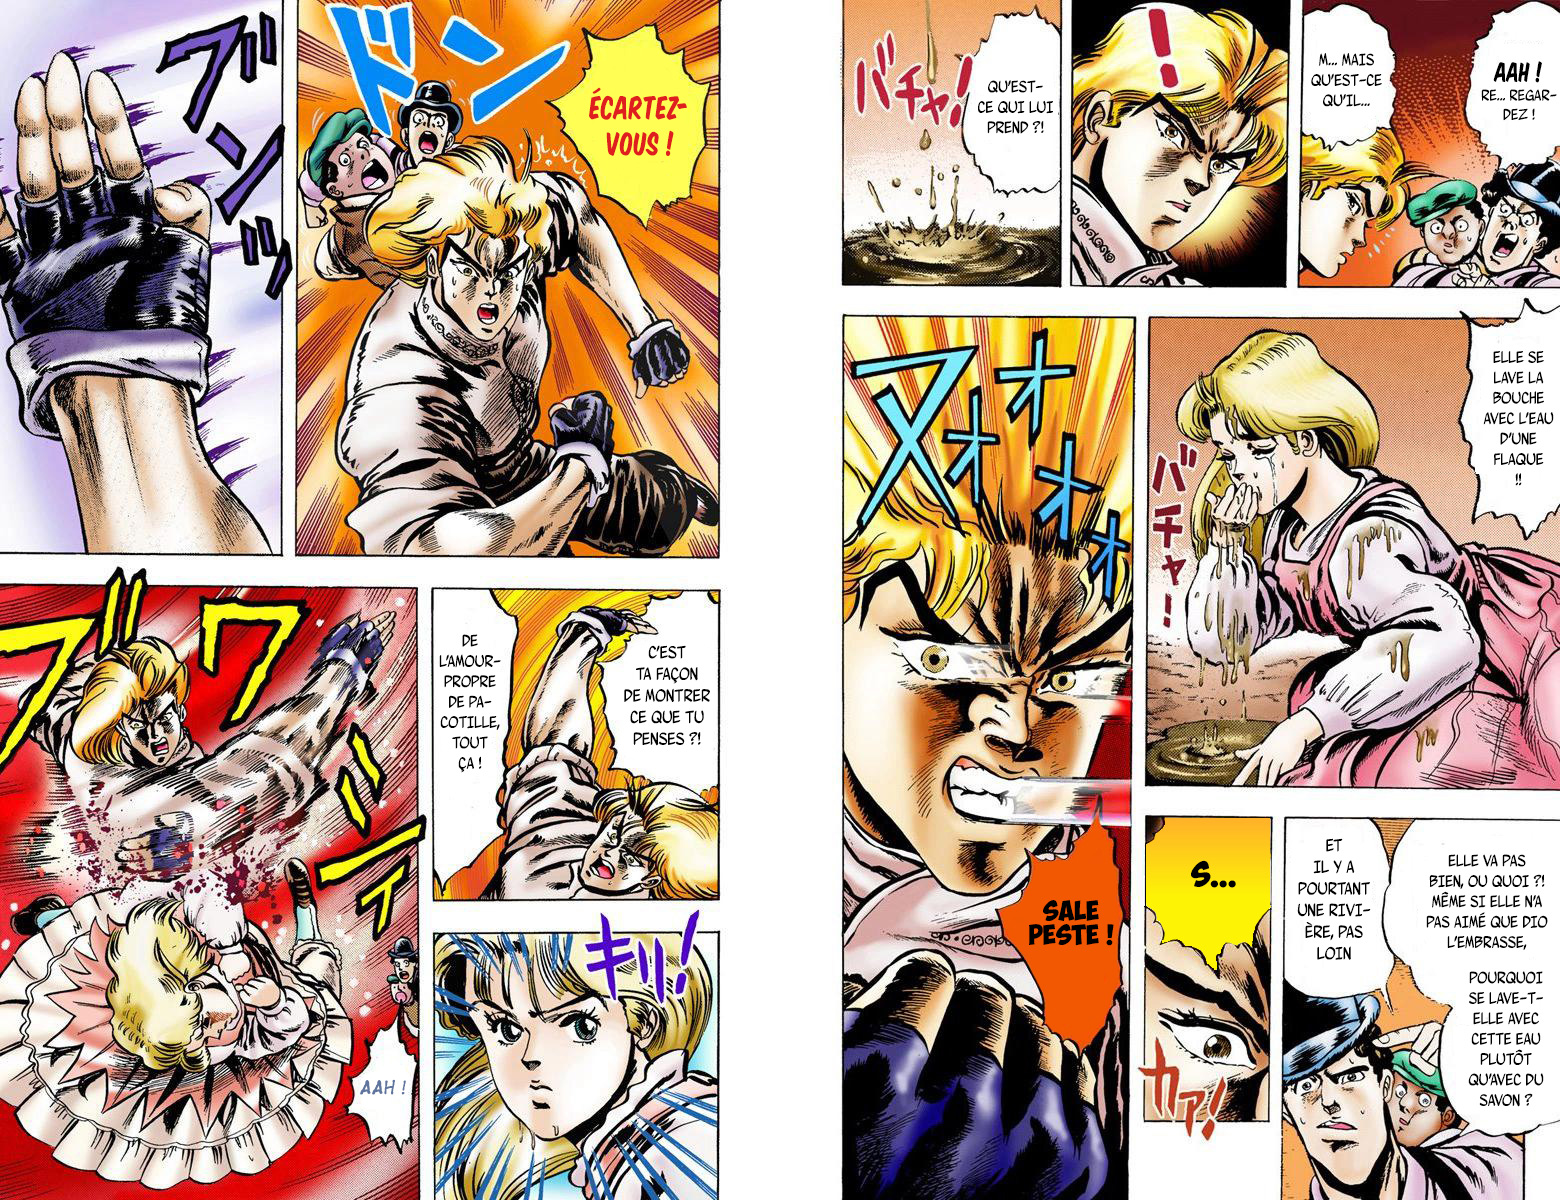 AAH !
RE... REGAR-
DEZ !
M... MAIS
QU'EST-CE
QU'IL...
!
QU'EST-
CE QUI LUI
PREND ?!
バチャ!
ELLE SE
LAVE LA
BOUCHE
AVEC L'EAU
D'UNE
FLAQUE
!!
バチャ!
ヌオオオオオ
ELLE VA PAS
BIEN, OU QUOI ?!
MÊME SI ELLE N'A
PAS AIMÉ QUE DIO
L'EMBRASSE,
POURQUOI
SE LAVE-T-
ELLE AVEC
CETTE EAU
PLUTÔT
QU'AVEC DU
SAVON ?
ET
IL Y A
POURTANT
UNE RIVI-
ÈRE, PAS
LOIN
S...
カァ!
SALE
PESTE !
ドン
ÉCARTEZ-
VOUS !
ブンッ
C'EST
TA FAÇON
DE MONTRER
CE QUE TU
PENSES ?!
DE
L'AMOUR-
PROPRE
DE PA-
COTILLE,
TOUT
ÇA !
ブワシィ
AAH !
キリ!